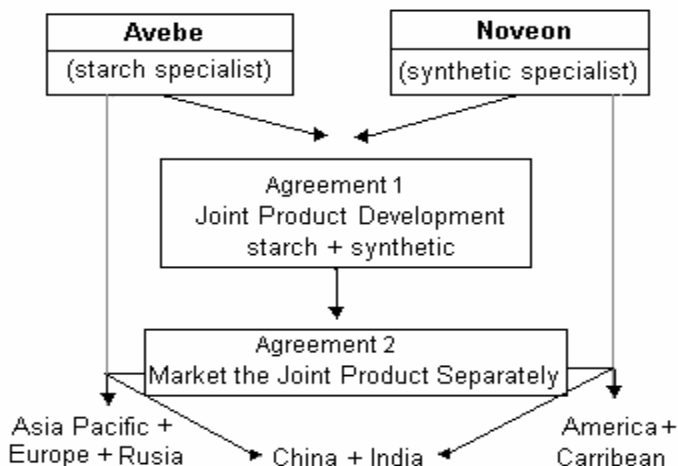 Avebe
(starch specialist)
Noveon
(synthetic specialist)
Agreement 1
Joint Product Development
starch + synthetic
Agreement 2
Market the Joint Product Separately
Asia Pacific +
Europe + Rusia
China + India
America +
Carribean